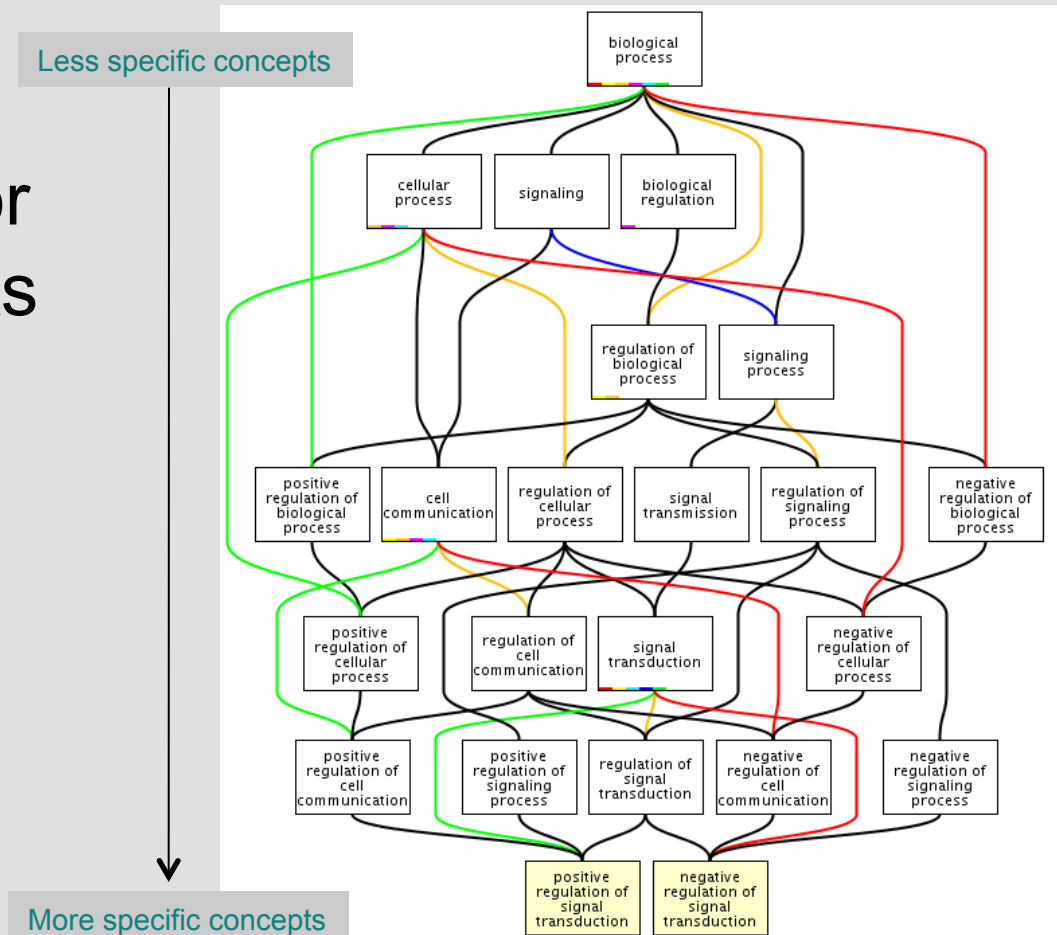 Less specific concepts
or
s
biological
process
cellular
process
signaling
biological
regulation
regulation of
biological
process
signaling
process
positive
regulation of
biological
process
cell
communication
regulation of
cellular
process
signal
transmission
regulation of
signaling
process
negative
regulation of
biological
process
positive
regulation of
cellular
process
regulation of
cell
communication
signal
transduction
negative
regulation of
cellular
process
positive
regulation of
cell
communication
positive
regulation of
signaling
process
regulation of
signal
transduction
negative
regulation of
cell
communication
negative
regulation of
signaling
process
positive
regulation of
signal
transduction
negative
regulation of
signal
transduction
More specific concepts